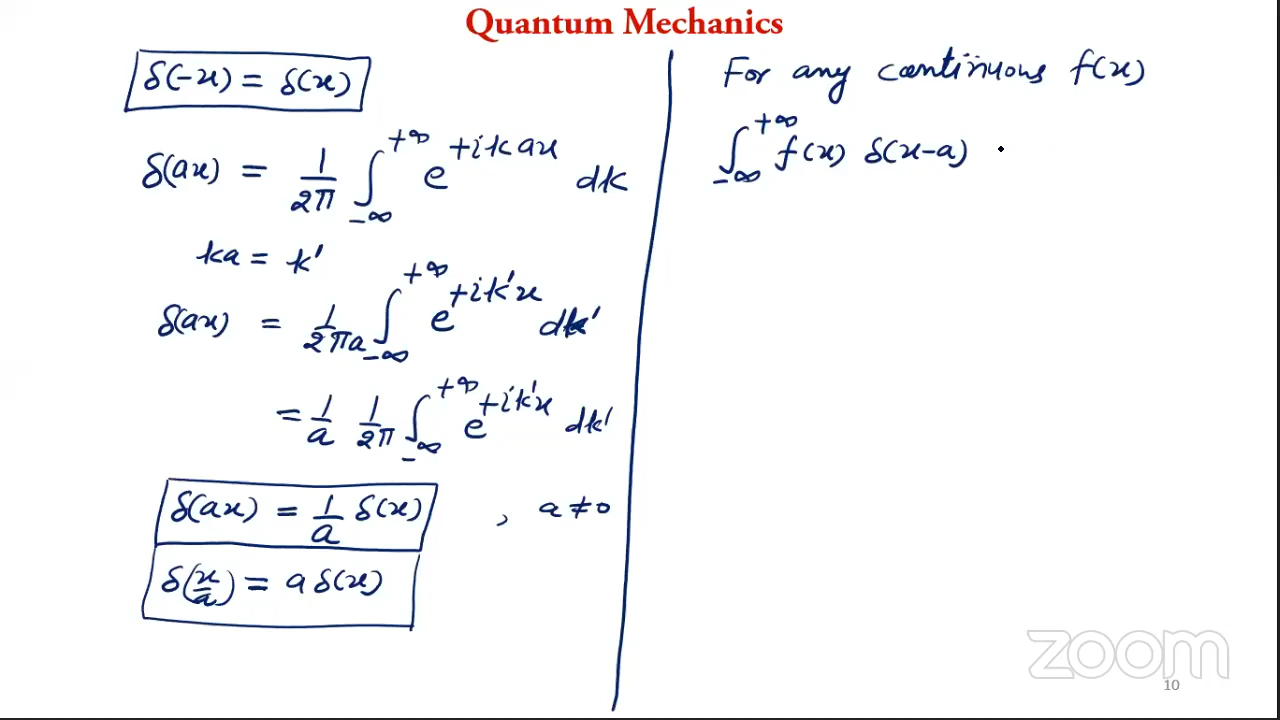 Quantum Mechanics
δ(-x) = δ(x)
δ(ax) = 1/2π ∫_{-∞}^{+∞} e^{+ikax} dk
ka = k'
δ(ax) = 1/2πa ∫_{-∞}^{+∞} e^{+ik'x} dk'
= 1/a 1/2π ∫_{-∞}^{+∞} e^{+ik'x} dk'
δ(ax) = 1/a δ(x) , a≠0
δ(x/a) = a δ(x)
For any continuous f(x)
∫_{-∞}^{+∞} f(x) δ(x-a)
zoom
10